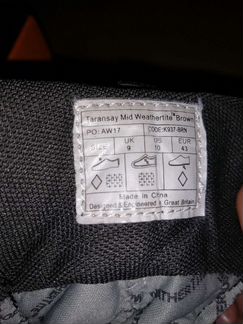 Taransay Mid Weathertite Brown
PO: AW17 CODE: K937-BRN
SIZE UK US EUR
9 10 43
Made in China
Designed & Engineered in Great Britain